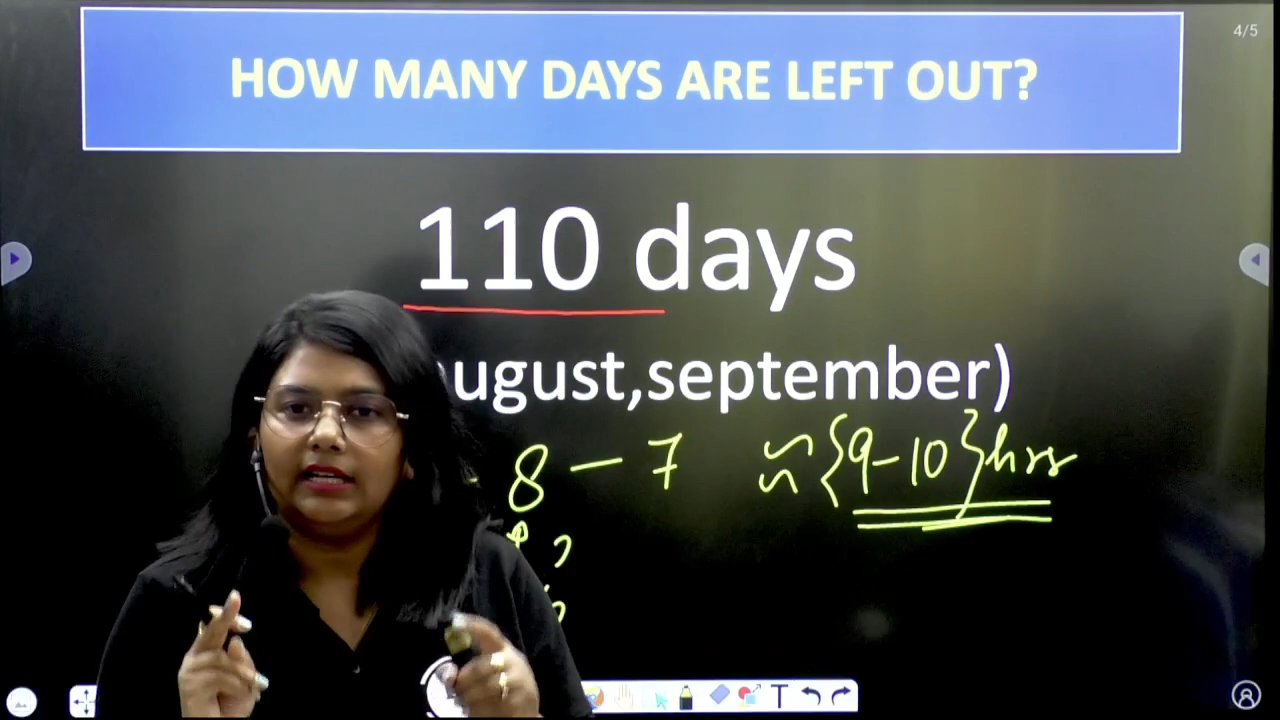 4/5
HOW MANY DAYS ARE LEFT OUT?
110 days
ugust,september)
8 - 7 ≈ {9-10} hrs
T